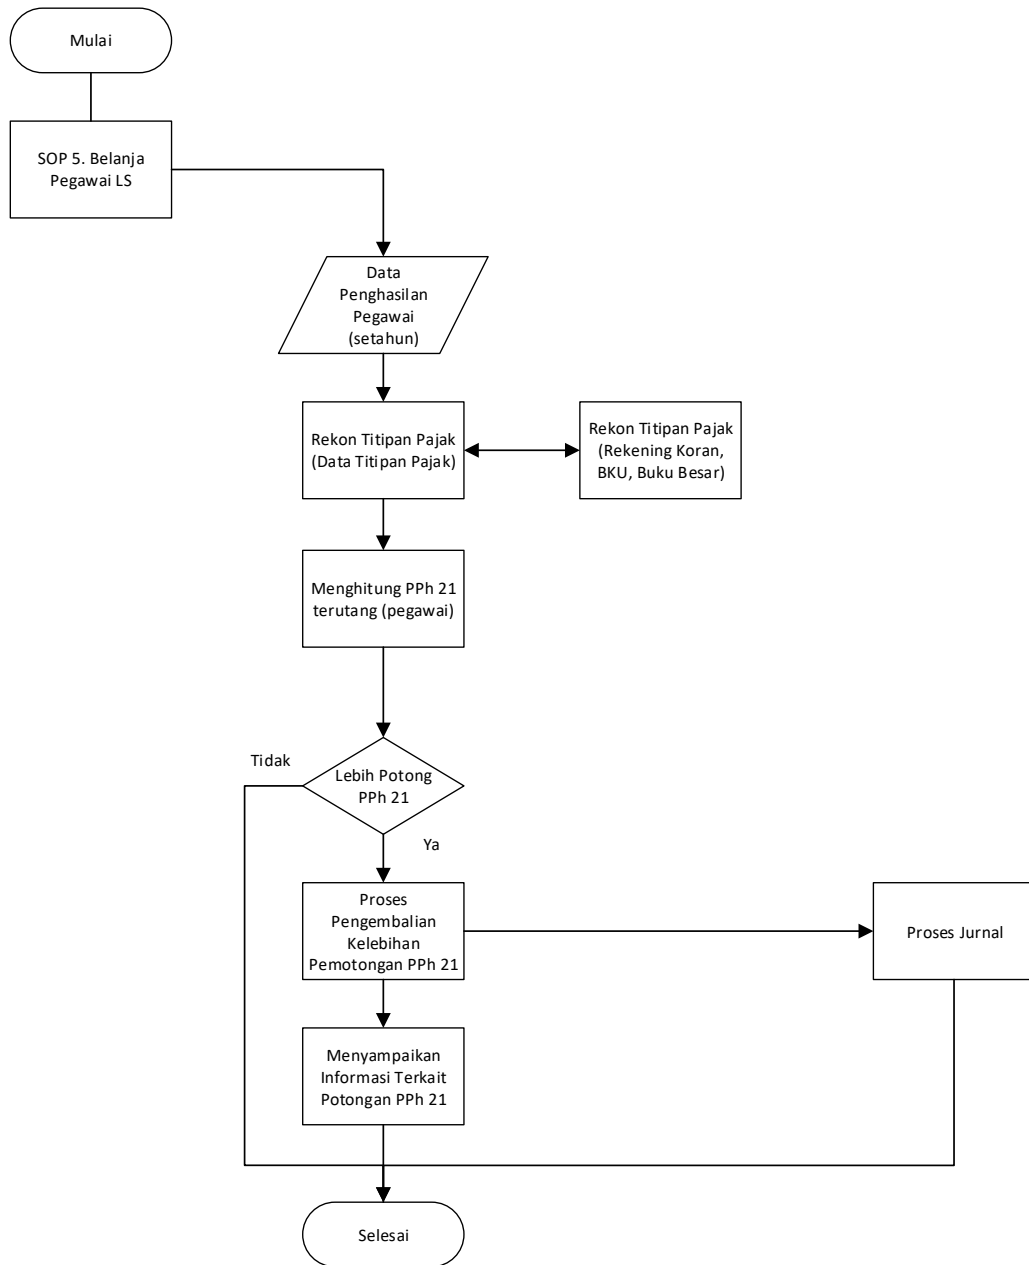 Mulai
SOP 5. Belanja
Pegawai LS
Data
Penghasilan
Pegawai
(setahun)
Rekon Titipan Pajak
(Data Titipan Pajak)
Rekon Titipan Pajak
(Rekening Koran,
BKU, Buku Besar)
Menghitung PPh 21
terutang (pegawai)
Tidak
Lebih Potong
PPh 21
Ya
Proses
Pengembalian
Kelebihan
Pemotongan PPh 21
Proses Jurnal
Menyampaikan
Informasi Terkait
Potongan PPh 21
Selesai